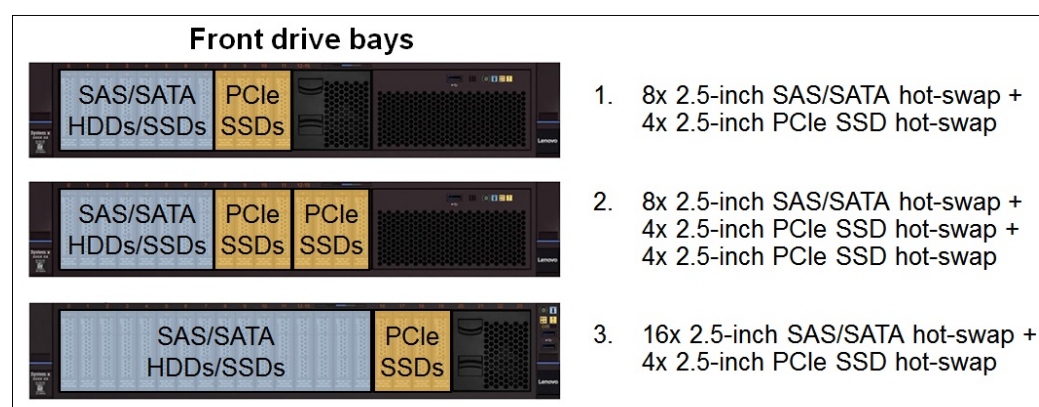 Front drive bays
SAS/SATA
HDDs/SSDs
PCIe
SSDs
1. 8x 2.5-inch SAS/SATA hot-swap +
4x 2.5-inch PCIe SSD hot-swap
Lenovo
SAS/SATA
HDDs/SSDs
PCIe
SSDs
PCIe
SSDs
2. 8x 2.5-inch SAS/SATA hot-swap +
4x 2.5-inch PCIe SSD hot-swap +
4x 2.5-inch PCIe SSD hot-swap
Lenovo
SAS/SATA
HDDs/SSDs
PCIe
SSDs
3. 16x 2.5-inch SAS/SATA hot-swap +
4x 2.5-inch PCIe SSD hot-swap
Lenovo